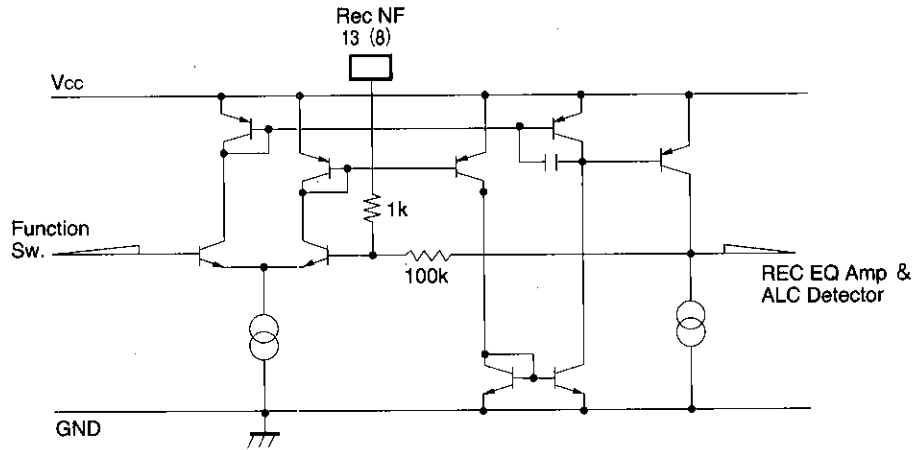 Rec NF
13 (8)
Vcc
1k
Function
Sw.
100k
REC EQ Amp &
ALC Detector
GND